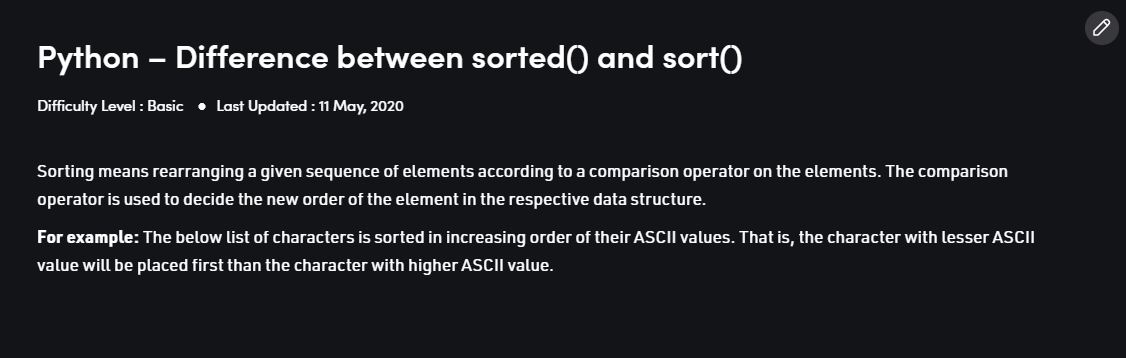 Python – Difference between sorted() and sort()
Difficulty Level : Basic ● Last Updated : 11 May, 2020
Sorting means rearranging a given sequence of elements according to a comparison operator on the elements. The comparison
operator is used to decide the new order of the element in the respective data structure.
For example: The below list of characters is sorted in increasing order of their ASCII values. That is, the character with lesser ASCII
value will be placed first than the character with higher ASCII value.